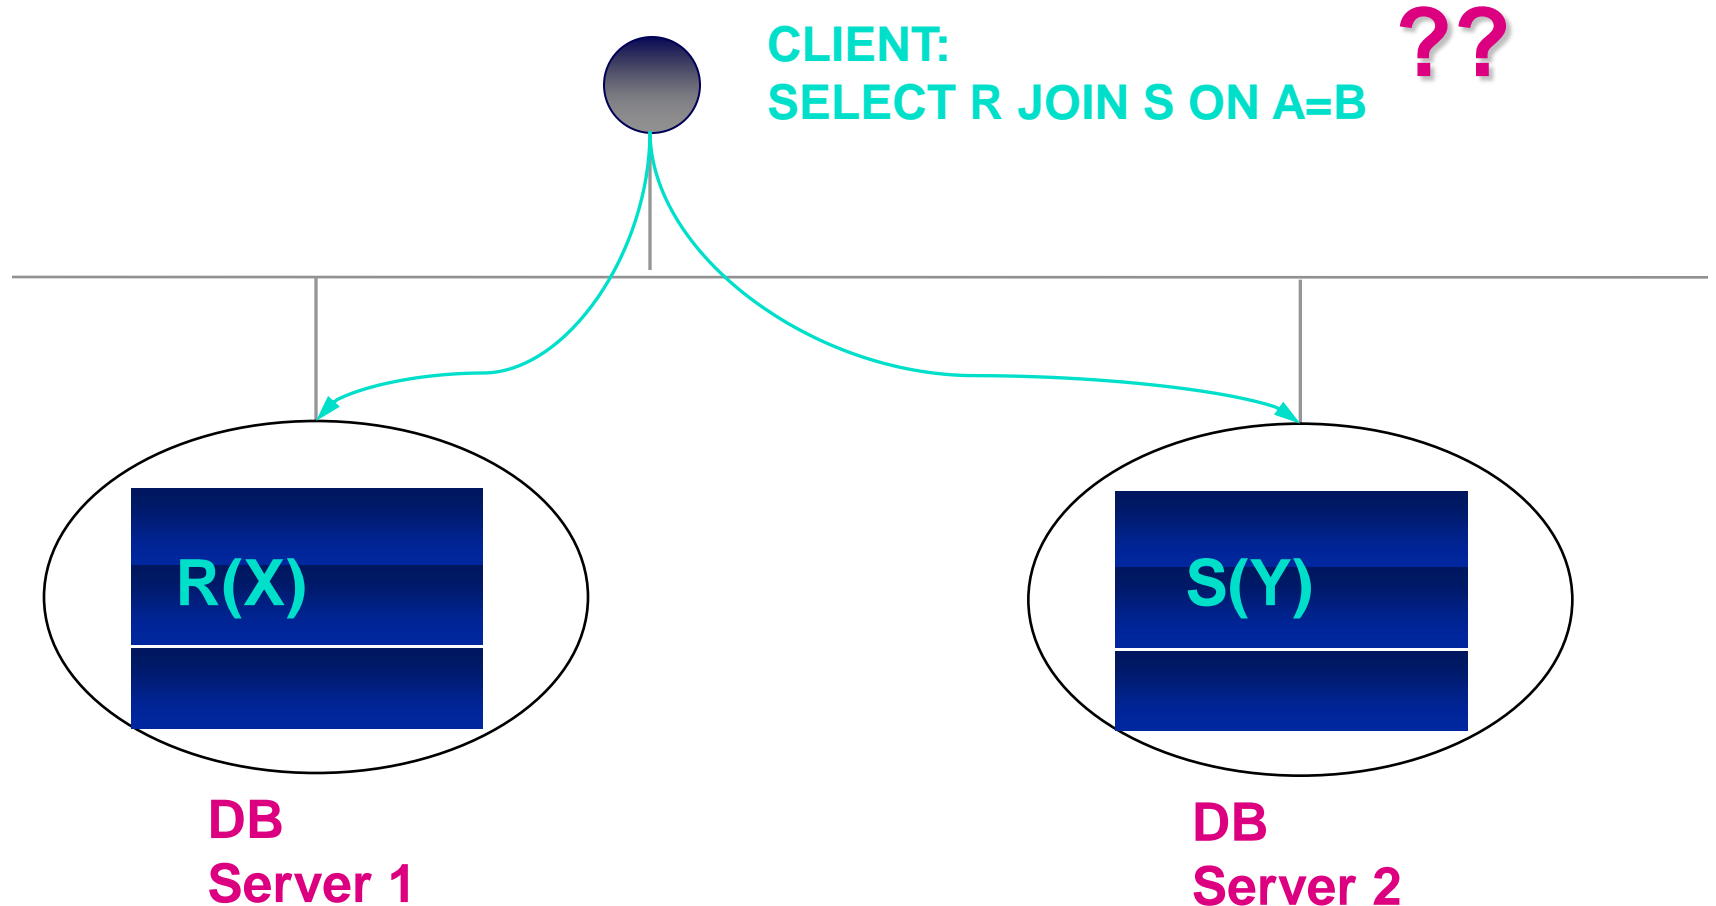 ??
CLIENT:
SELECT R JOIN S ON A=B
R(X)
S(Y)
DB
Server 1
DB
Server 2